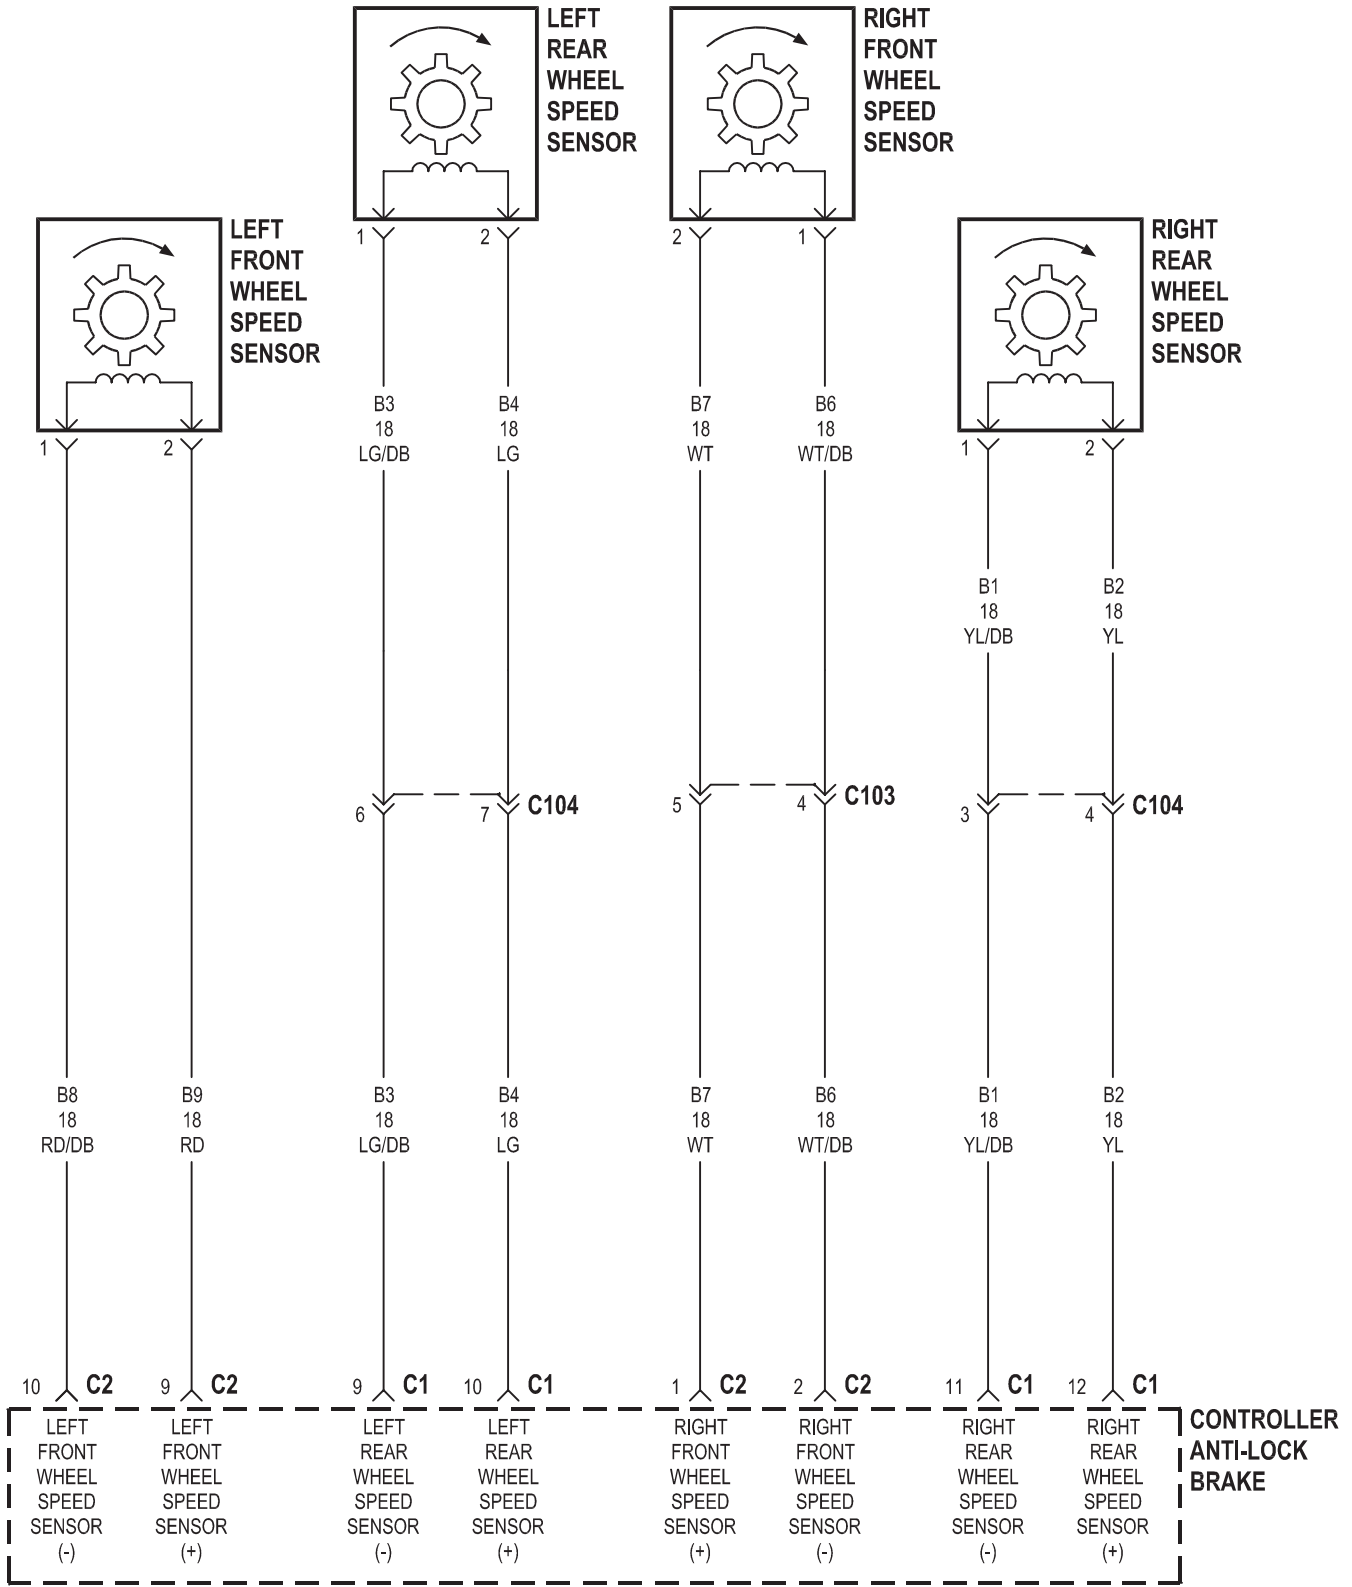 LEFT
REAR
WHEEL
SPEED
SENSOR
RIGHT
FRONT
WHEEL
SPEED
SENSOR
LEFT
FRONT
WHEEL
SPEED
SENSOR
RIGHT
REAR
WHEEL
SPEED
SENSOR
1 2 2 1
1 2 1 2
B3 B4 B7 B6
18 18 18 18
LG/DB LG WT WT/DB
B1 B2
18 18
YL/DB YL
6 7 C104 5 4 C103 3 4 C104
B8 B9 B3 B4 B7 B6 B1 B2
18 18 18 18 18 18 18 18
RD/DB RD LG/DB LG WT WT/DB YL/DB YL
10 C2 9 C2 9 C1 10 C1 1 C2 2 C2 11 C1 12 C1
LEFT LEFT LEFT LEFT RIGHT RIGHT RIGHT RIGHT
FRONT FRONT REAR REAR FRONT FRONT REAR REAR
WHEEL WHEEL WHEEL WHEEL WHEEL WHEEL WHEEL WHEEL
SPEED SPEED SPEED SPEED SPEED SPEED SPEED SPEED
SENSOR SENSOR SENSOR SENSOR SENSOR SENSOR SENSOR SENSOR
(-) (+) (-) (+) (+) (-) (-) (+)
CONTROLLER
ANTI-LOCK
BRAKE